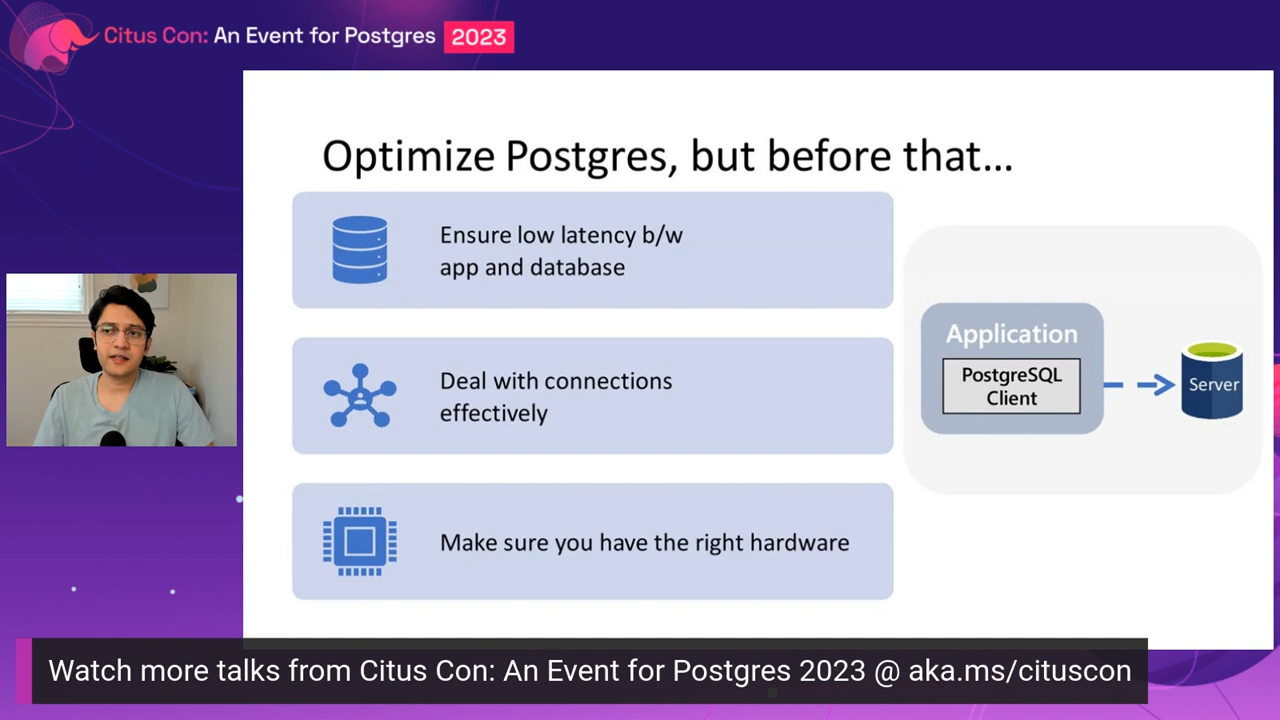 Citus Con: An Event for Postgres 2023
Optimize Postgres, but before that...
Ensure low latency b/w
app and database
Deal with connections
effectively
Make sure you have the right hardware
Application
PostgreSQL
Client
Server
Watch more talks from Citus Con: An Event for Postgres 2023 @ aka.ms/cituscon